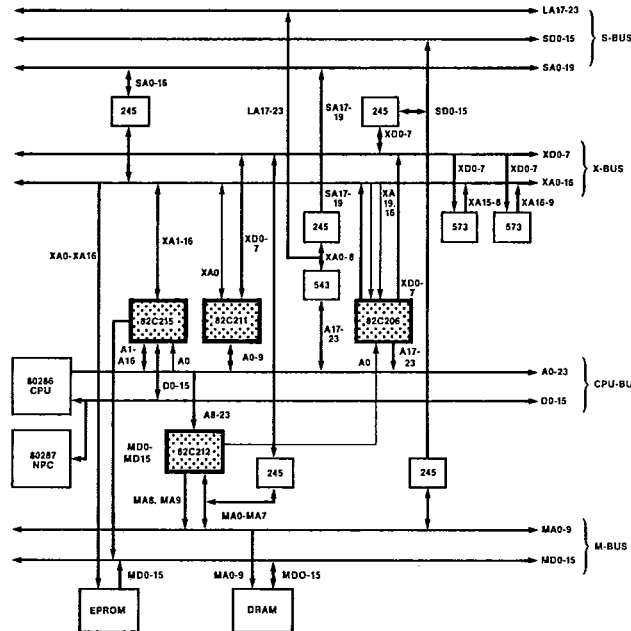 LA17-23
SD0-15
S-BUS
SA0-19
SA0-16
LA17-23
SA17-
19
245
SD0-15
245
XD0-7
XD0-7
X-BUS
XA0-16
XD0-7
XD0-7
SA17-
19
XA
19,
16
XA15-8
XA16-9
245
573
573
XA1-16
XD0-
7
XA0-XA16
XA0
XA0-8
543
XD0-
7
82C215
82C211
82C206
A17-
23
A1-
A16
A0
A0-9
A0
A17-
23
80286
CPU
A0-23
CPU-BU
D0-15
D0-15
A8-23
80287
NPC
MD0-
MD15
82C212
245
245
MA8, MA9
MA0-MA7
MA0-9
M-BUS
MD0-15
MD0-15
MA0-9
MDO-15
EPROM
DRAM